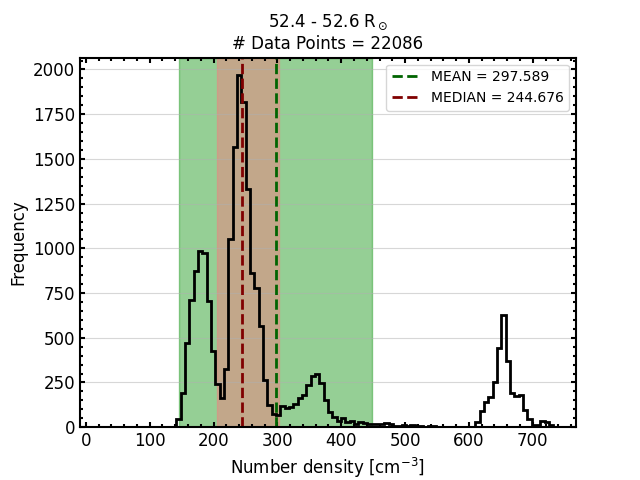 52.4 - 52.6 R⊙
# Data Points = 22086
MEAN = 297.589
MEDIAN = 244.676
Frequency
2000
1750
1500
1250
1000
750
500
250
0
0 100 200 300 400 500 600 700
Number density [cm⁻³]